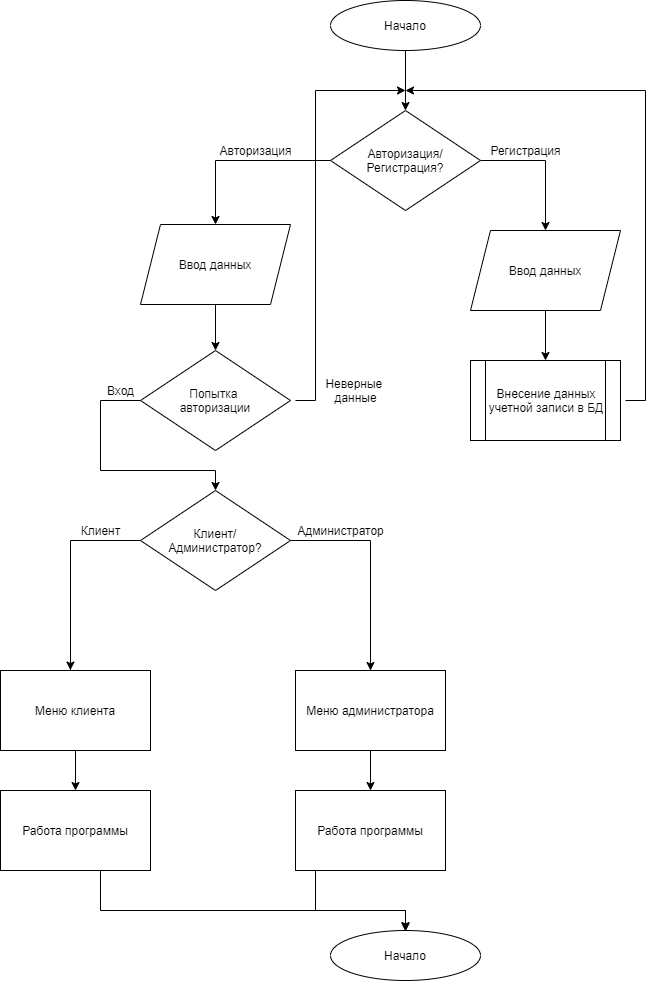 Начало
Авторизация
Авторизация/
Регистрация?
Регистрация
Ввод данных
Ввод данных
Вход
Попытка
авторизации
Неверные
данные
Внесение данных
учетной записи в БД
Клиент
Клиент/
Администратор?
Администратор
Меню клиента
Меню администратора
Работа программы
Работа программы
Начало